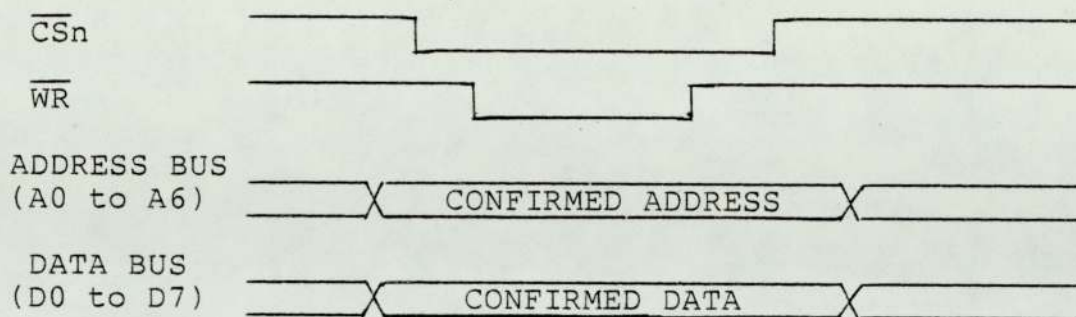 CSn
WR
ADDRESS BUS
(A0 to A6)
CONFIRMED ADDRESS
DATA BUS
(D0 to D7)
CONFIRMED DATA